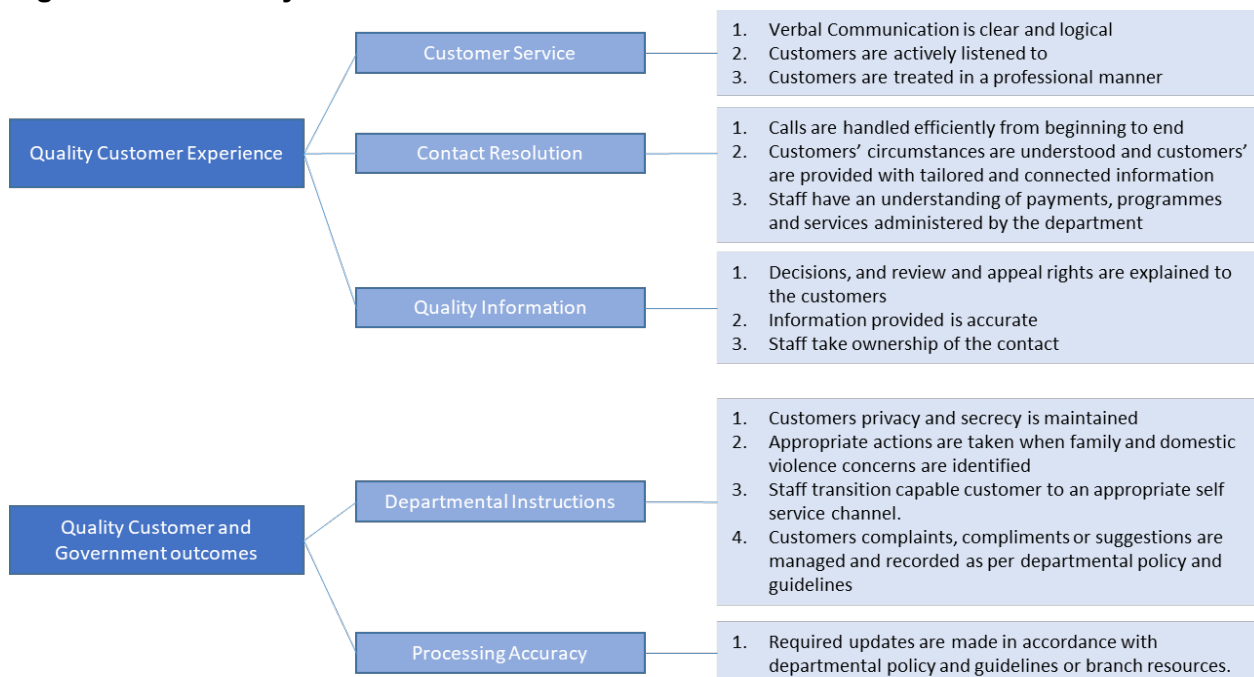 Quality Customer Experience
Customer Service
1. Verbal Communication is clear and logical
2. Customers are actively listened to
3. Customers are treated in a professional manner
Contact Resolution
1. Calls are handled efficiently from beginning to end
2. Customers’ circumstances are understood and customers’
are provided with tailored and connected information
3. Staff have an understanding of payments, programmes
and services administered by the department
Quality Information
1. Decisions, and review and appeal rights are explained to
the customers
2. Information provided is accurate
3. Staff take ownership of the contact
Quality Customer and
Government outcomes
Departmental Instructions
1. Customers privacy and secrecy is maintained
2. Appropriate actions are taken when family and domestic
violence concerns are identified
3. Staff transition capable customer to an appropriate self
service channel.
4. Customers complaints, compliments or suggestions are
managed and recorded as per departmental policy and
guidelines
Processing Accuracy
1. Required updates are made in accordance with
departmental policy and guidelines or branch resources.